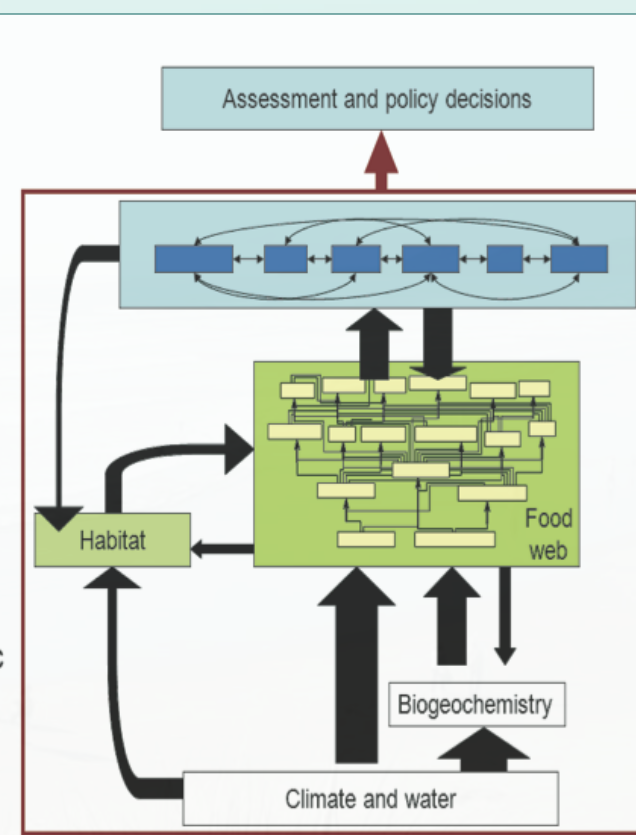 Assessment and policy decisions
Food
web
Habitat
c
Biogeochemistry
Climate and water